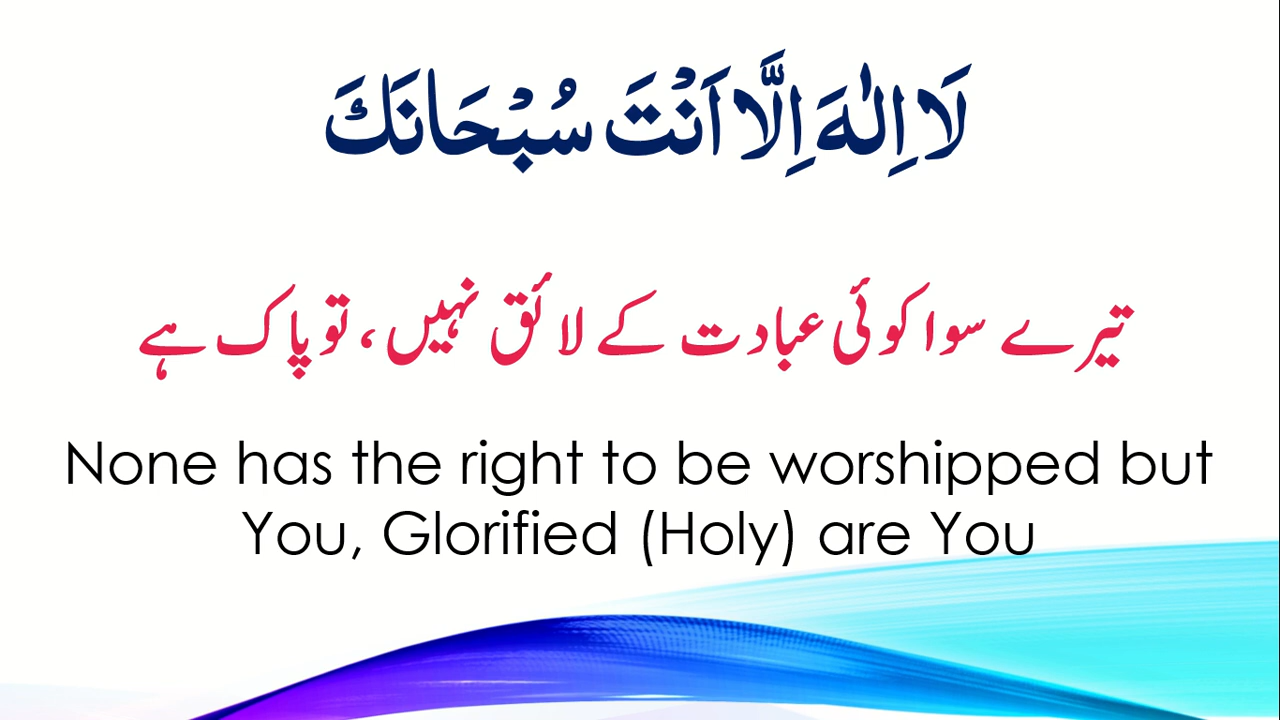 لَا اِلٰهَ اِلَّا اَنْتَ سُبْحَانَكَ
تیرے سوا کوئی عبادت کے لائق نہیں، تو پاک ہے
None has the right to be worshipped but
You, Glorified (Holy) are You